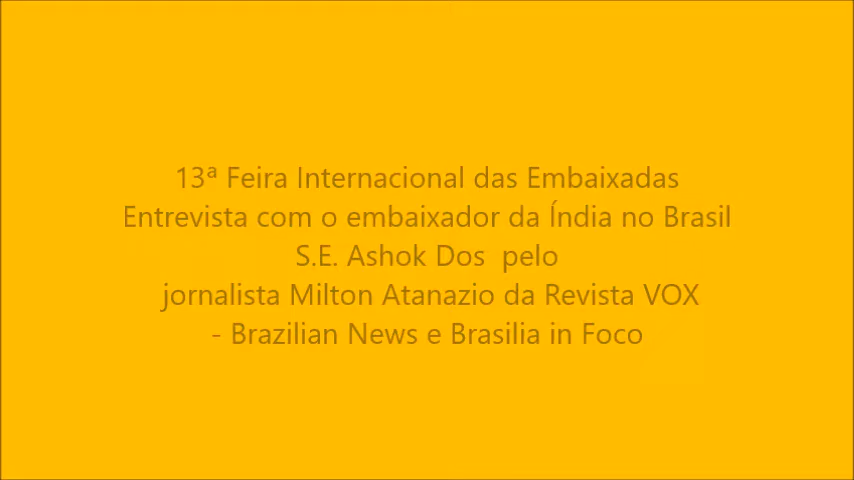 13ª Feira Internacional das Embaixadas
Entrevista com o embaixador da Índia no Brasil
S.E. Ashok Dos  pelo
jornalista Milton Atanazio da Revista VOX
- Brazilian News e Brasilia in Foco